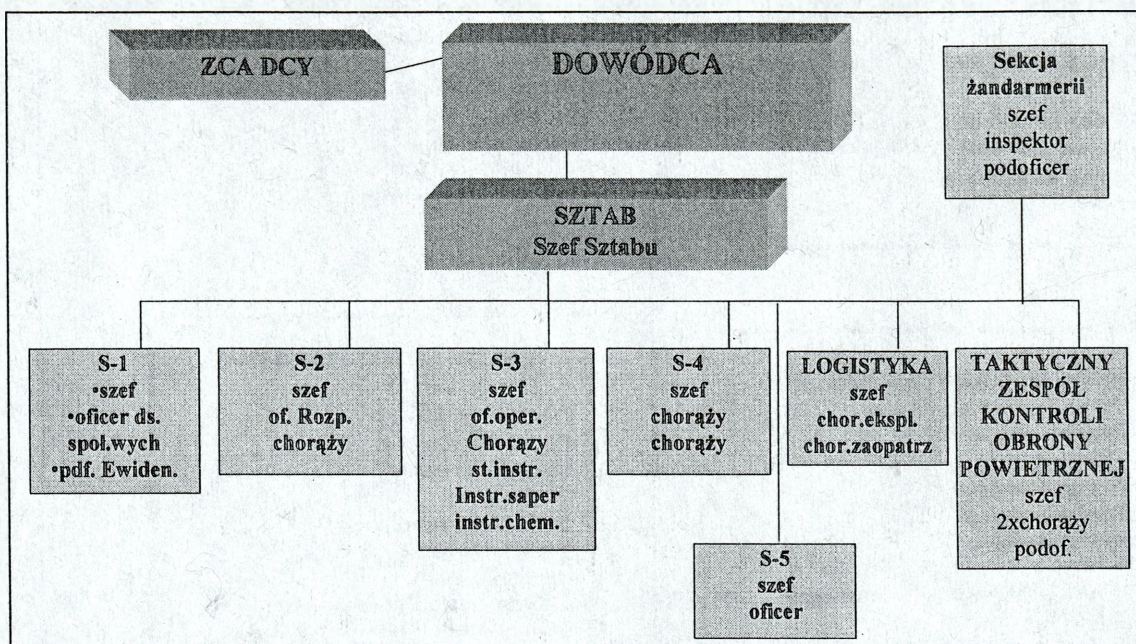 ZCA DCY
DOWÓDCA
Sekcja
żandarmerii
szef
inspektor
podoficer
SZTAB
Szef Sztabu
S-1
•szef
•oficer ds.
społ.wych
•pdf. Ewiden.
S-2
szef
of. Rozp.
chorąży
S-3
szef
of.oper.
Chorązy
st.instr.
Instr.saper
instr.chem.
S-4
szef
chorąży
chorąży
LOGISTYKA
szef
chor.ekspl.
chor.zaopatrz
TAKTYCZNY
ZESPÓŁ
KONTROLI
OBRONY
POWIETRZNEJ
szef
2xchorąży
podof.
S-5
szef
oficer